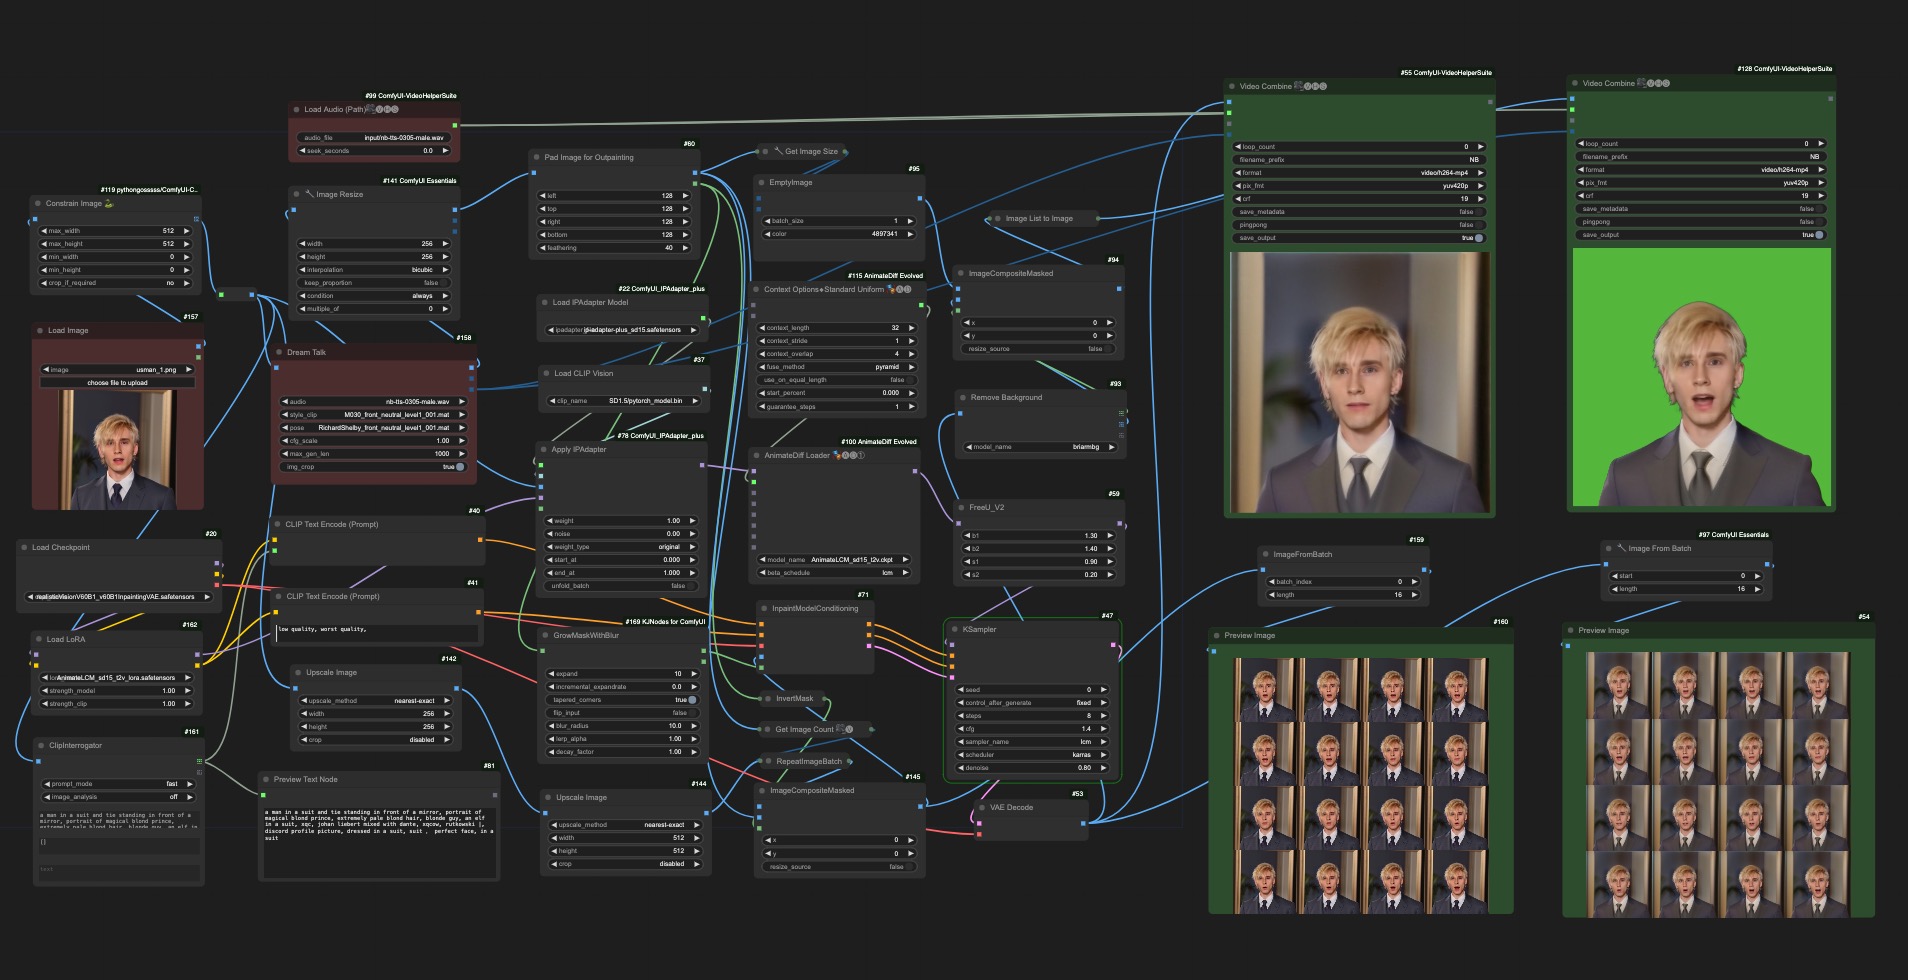 #99 ComfyUI-VideoHelperSuite
Load Audio (Path)
audio_file input/nb-tts-0305-male.wav
seek_seconds 0.0
#119 pythongosssss/ComfyUI-C..
Constrain Image
max_width 512
max_height 512
min_width 0
min_height 0
crop_if_required no
#141 ComfyUI Essentials
Image Resize
width 256
height 256
interpolation bicubic
keep_proportion false
condition always
multiple_of 0
#157
Load Image
image usman_1.png
choose file to upload
#158
Dream Talk
audio nb-tts-0305-male.wav
style_clip M030_front_neutral_level1_001.mat
pose RichardShelby_front_neutral_level1_001.mat
cfg_scale 1.00
max_gen_len 1000
img_crop true
#20
Load Checkpoint
realisticVisionV60B1_v60B1InpaintingVAE.safetensors
#162
Load LoRA
AnimateLCM_sd15_t2v_lora.safetensors
strength_model 1.00
strength_clip 1.00
#161
ClipInterrogator
prompt_mode fast
image_analysis off
a man in a suit and tie standing in front of a
mirror, portrait of magical blond prince,
extremely pale blond hair, blonde guy, an elf in
[]
text
#40
CLIP Text Encode (Prompt)
#41
CLIP Text Encode (Prompt)
low quality, worst quality,
#142
Upscale Image
upscale_method nearest-exact
width 256
height 256
crop disabled
#81
Preview Text Node
a man in a suit and tie standing in front of a mirror, portrait of
magical blond prince, extremely pale blond hair, blonde guy, an elf
in a suit, xqc, johan liebert mixed with dante, xqcow, rutkowski |,
discord profile picture, dressed in a suit, suit , perfect face, in a
suit
#60
Pad Image for Outpainting
left 128
top 128
right 128
bottom 128
feathering 40
#22 ComfyUI_IPAdapter_plus
Load IPAdapter Model
ip-adapter-plus_sd15.safetensors
#37
Load CLIP Vision
clip_name SD1.5/pytorch_model.bin
#78 ComfyUI_IPAdapter_plus
Apply IPAdapter
weight 1.00
noise 0.00
weight_type original
start_at 0.000
end_at 1.000
unfold_batch false
#169 KJNodes for ComfyUI
GrowMaskWithBlur
expand 10
incremental_expandrate 0.0
tapered_corners true
flip_input false
blur_radius 10.0
lerp_alpha 1.00
decay_factor 1.00
#144
Upscale Image
upscale_method nearest-exact
width 512
height 512
crop disabled
Get Image Size
#95
EmptyImage
batch_size 1
color 4897341
#115 AnimateDiff Evolved
Context Options◆Standard Uniform
context_length 32
context_stride 1
context_overlap 4
fuse_method pyramid
use_on_equal_length false
start_percent 0.000
guarantee_steps 1
#100 AnimateDiff Evolved
AnimateDiff Loader
model_name AnimateLCM_sd15_t2v.ckpt
beta_schedule lcm
#71
InpaintModelConditioning
InvertMask
Get Image Count
RepeatImageBatch
#145
ImageCompositeMasked
x 0
y 0
resize_source false
Image List to Image
#94
ImageCompositeMasked
x 0
y 0
resize_source false
#93
Remove Background
model_name briarmbg
#59
FreeU_V2
b1 1.30
b2 1.40
s1 0.90
s2 0.20
#47
KSampler
seed 0
control_after_generate fixed
steps 8
cfg 1.4
sampler_name lcm
scheduler karras
denoise 0.80
#53
VAE Decode
#55 ComfyUI-VideoHelperSuite
Video Combine
loop_count 0
filename_prefix NB
format video/h264-mp4
pix_fmt yuv420p
crf 19
save_metadata false
pingpong false
save_output true
#128 ComfyUI-VideoHelperSuite
Video Combine
loop_count 0
filename_prefix NB
format video/h264-mp4
pix_fmt yuv420p
crf 19
save_metadata false
pingpong false
save_output true
#159
ImageFromBatch
batch_index 0
length 16
#97 ComfyUI Essentials
Image From Batch
start 0
length 16
#160
Preview Image
#54
Preview Image